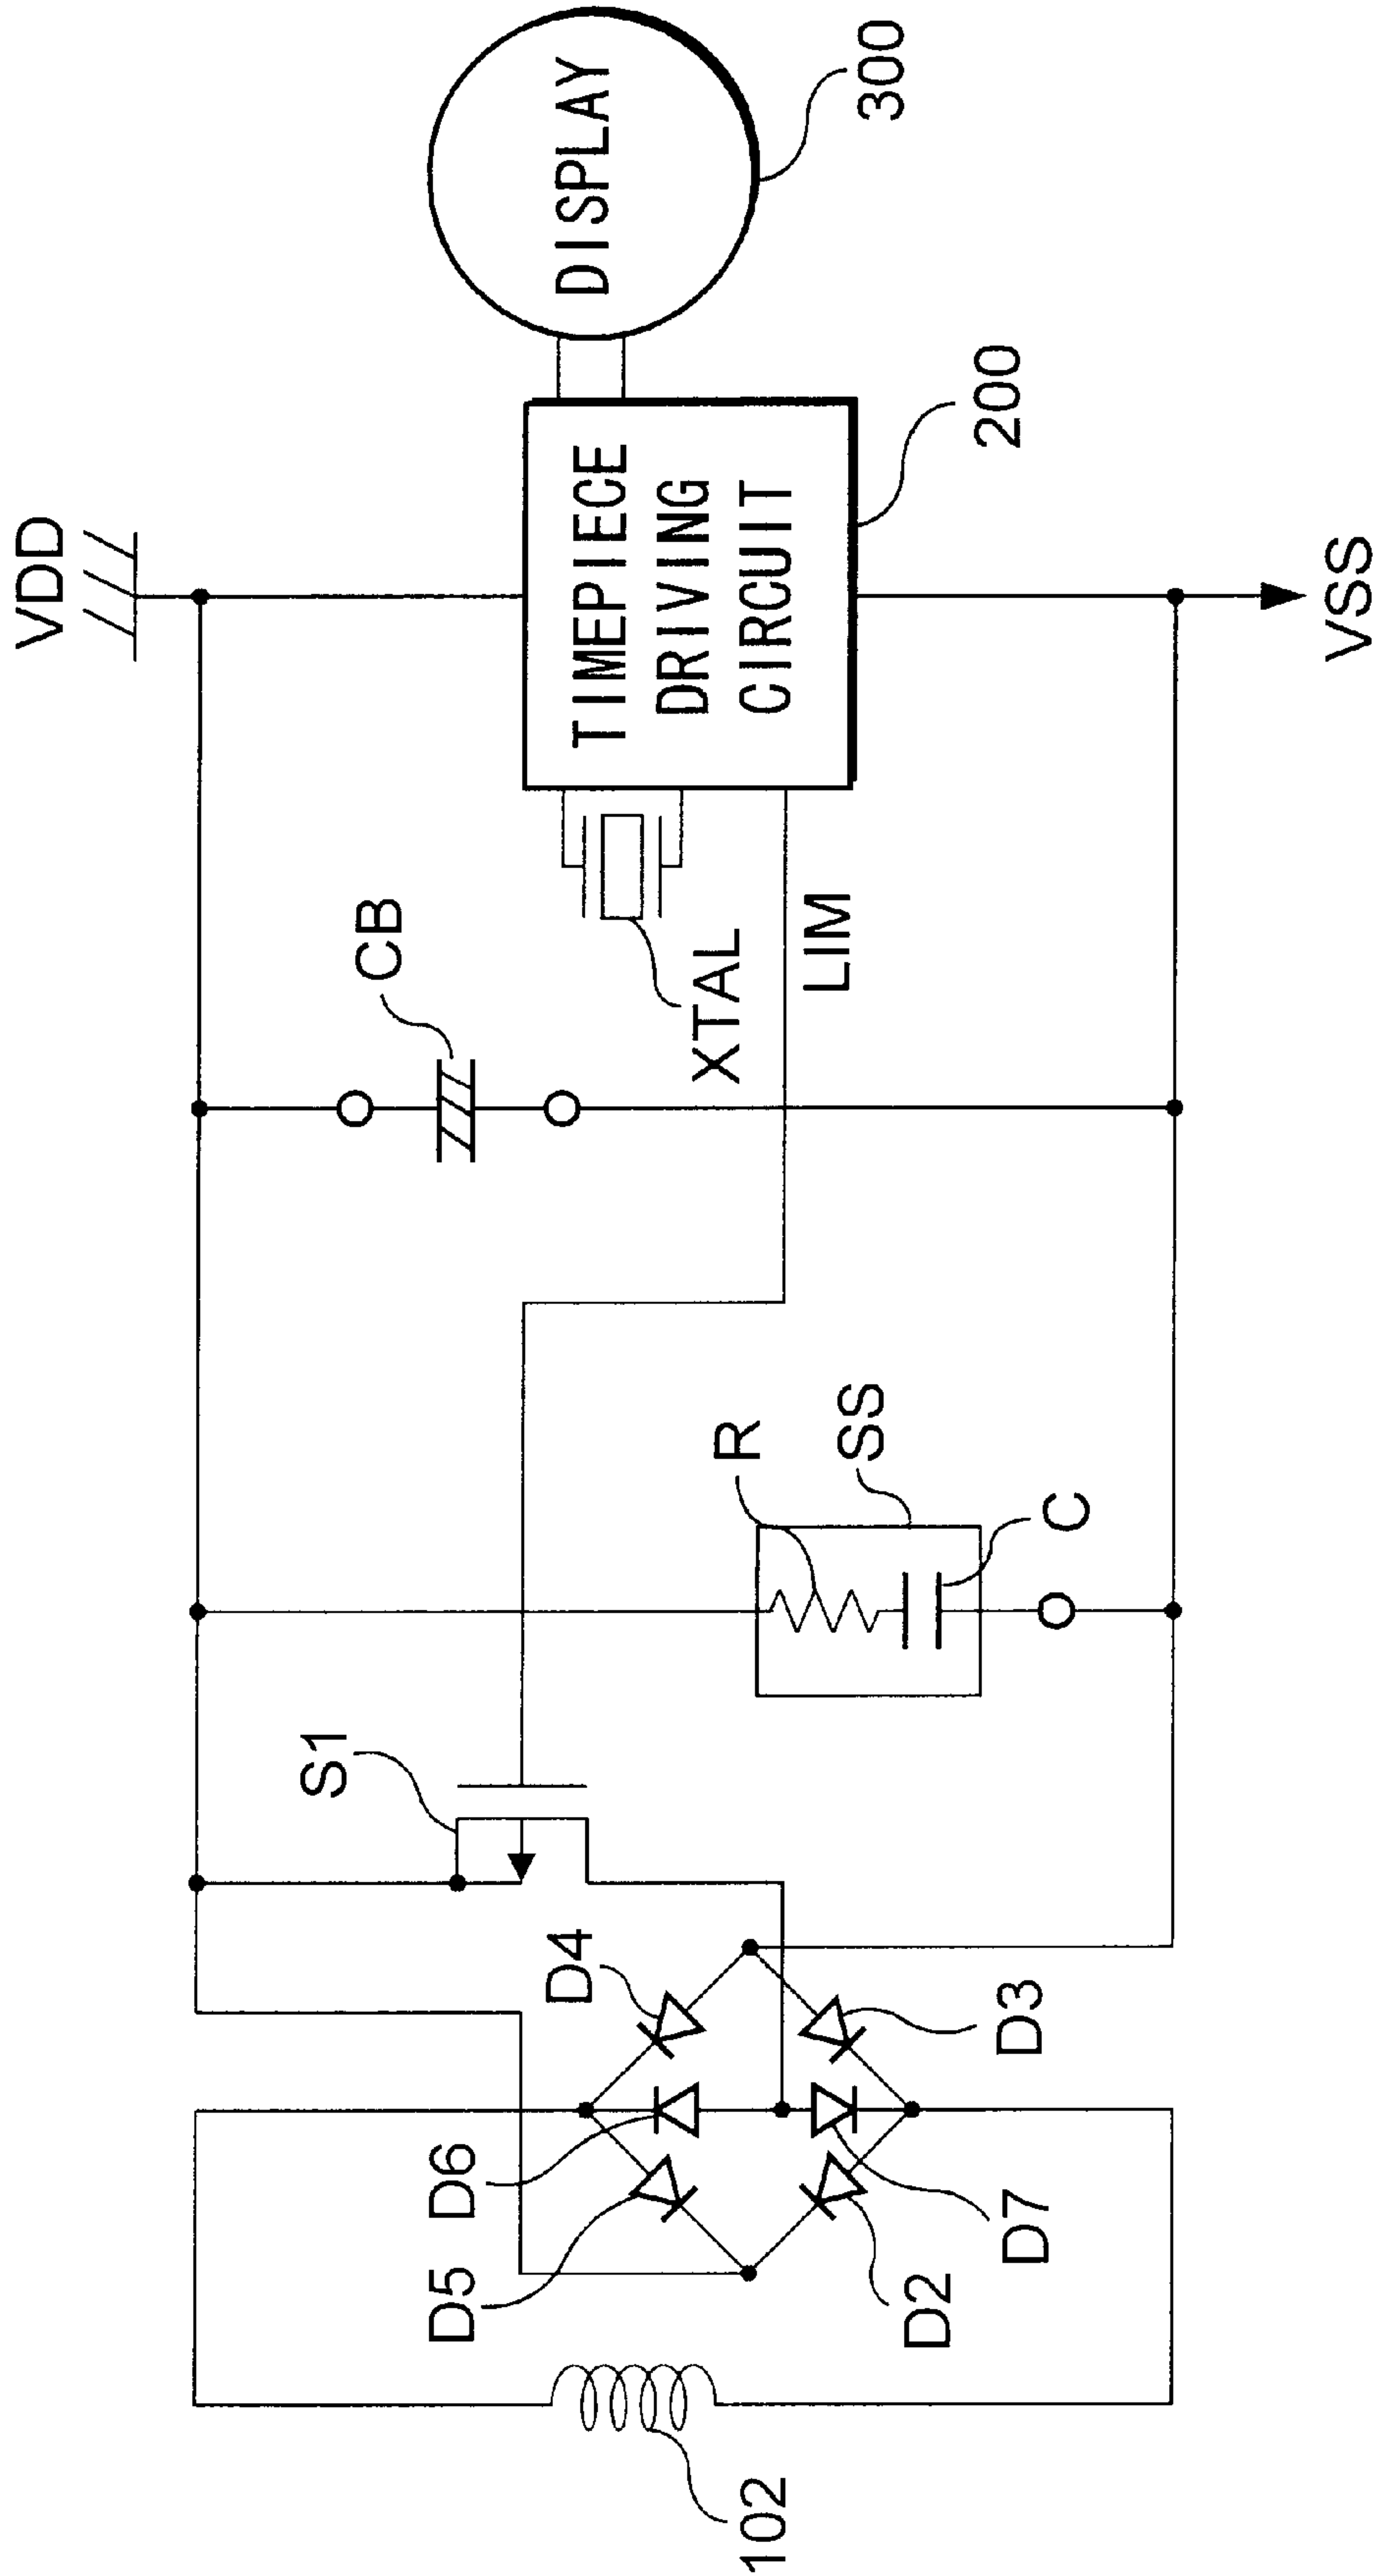 VDD
DISPLAY
300
TIMEPIECE
DRIVING
CIRCUIT
200
VSS
CB
XTAL
LIM
R
SS
C
S1
D4
D3
D6
D7
D5
D2
102